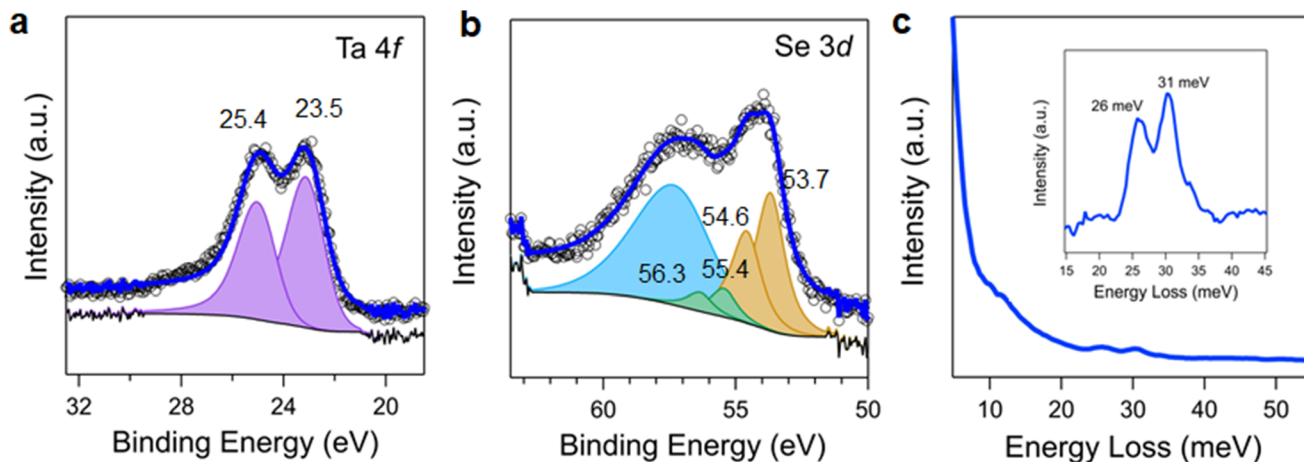 a
Ta 4f
25.4
23.5
Intensity (a.u.)
32 28 24 20
Binding Energy (eV)
b
Se 3d
53.7
54.6
56.3
55.4
Intensity (a.u.)
60 55 50
Binding Energy (eV)
c
31 meV
26 meV
Intensity (a.u.)
15 20 25 30 35 40 45
Energy Loss (meV)
Intensity (a.u.)
10 20 30 40 50
Energy Loss (meV)